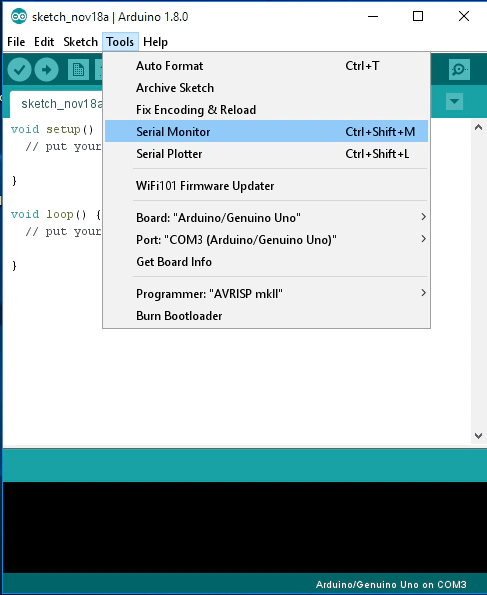 sketch_nov18a | Arduino 1.8.0
File Edit Sketch Tools Help
Auto Format Ctrl+T
Archive Sketch
sketch_nov18a
Fix Encoding & Reload
void setup() Serial Monitor Ctrl+Shift+M
// put your Serial Plotter Ctrl+Shift+L
}
WiFi101 Firmware Updater
void loop() { Board: "Arduino/Genuino Uno"
// put your Port: "COM3 (Arduino/Genuino Uno)"
} Get Board Info
Programmer: "AVRISP mkII"
Burn Bootloader
Arduino/Genuino Uno on COM3